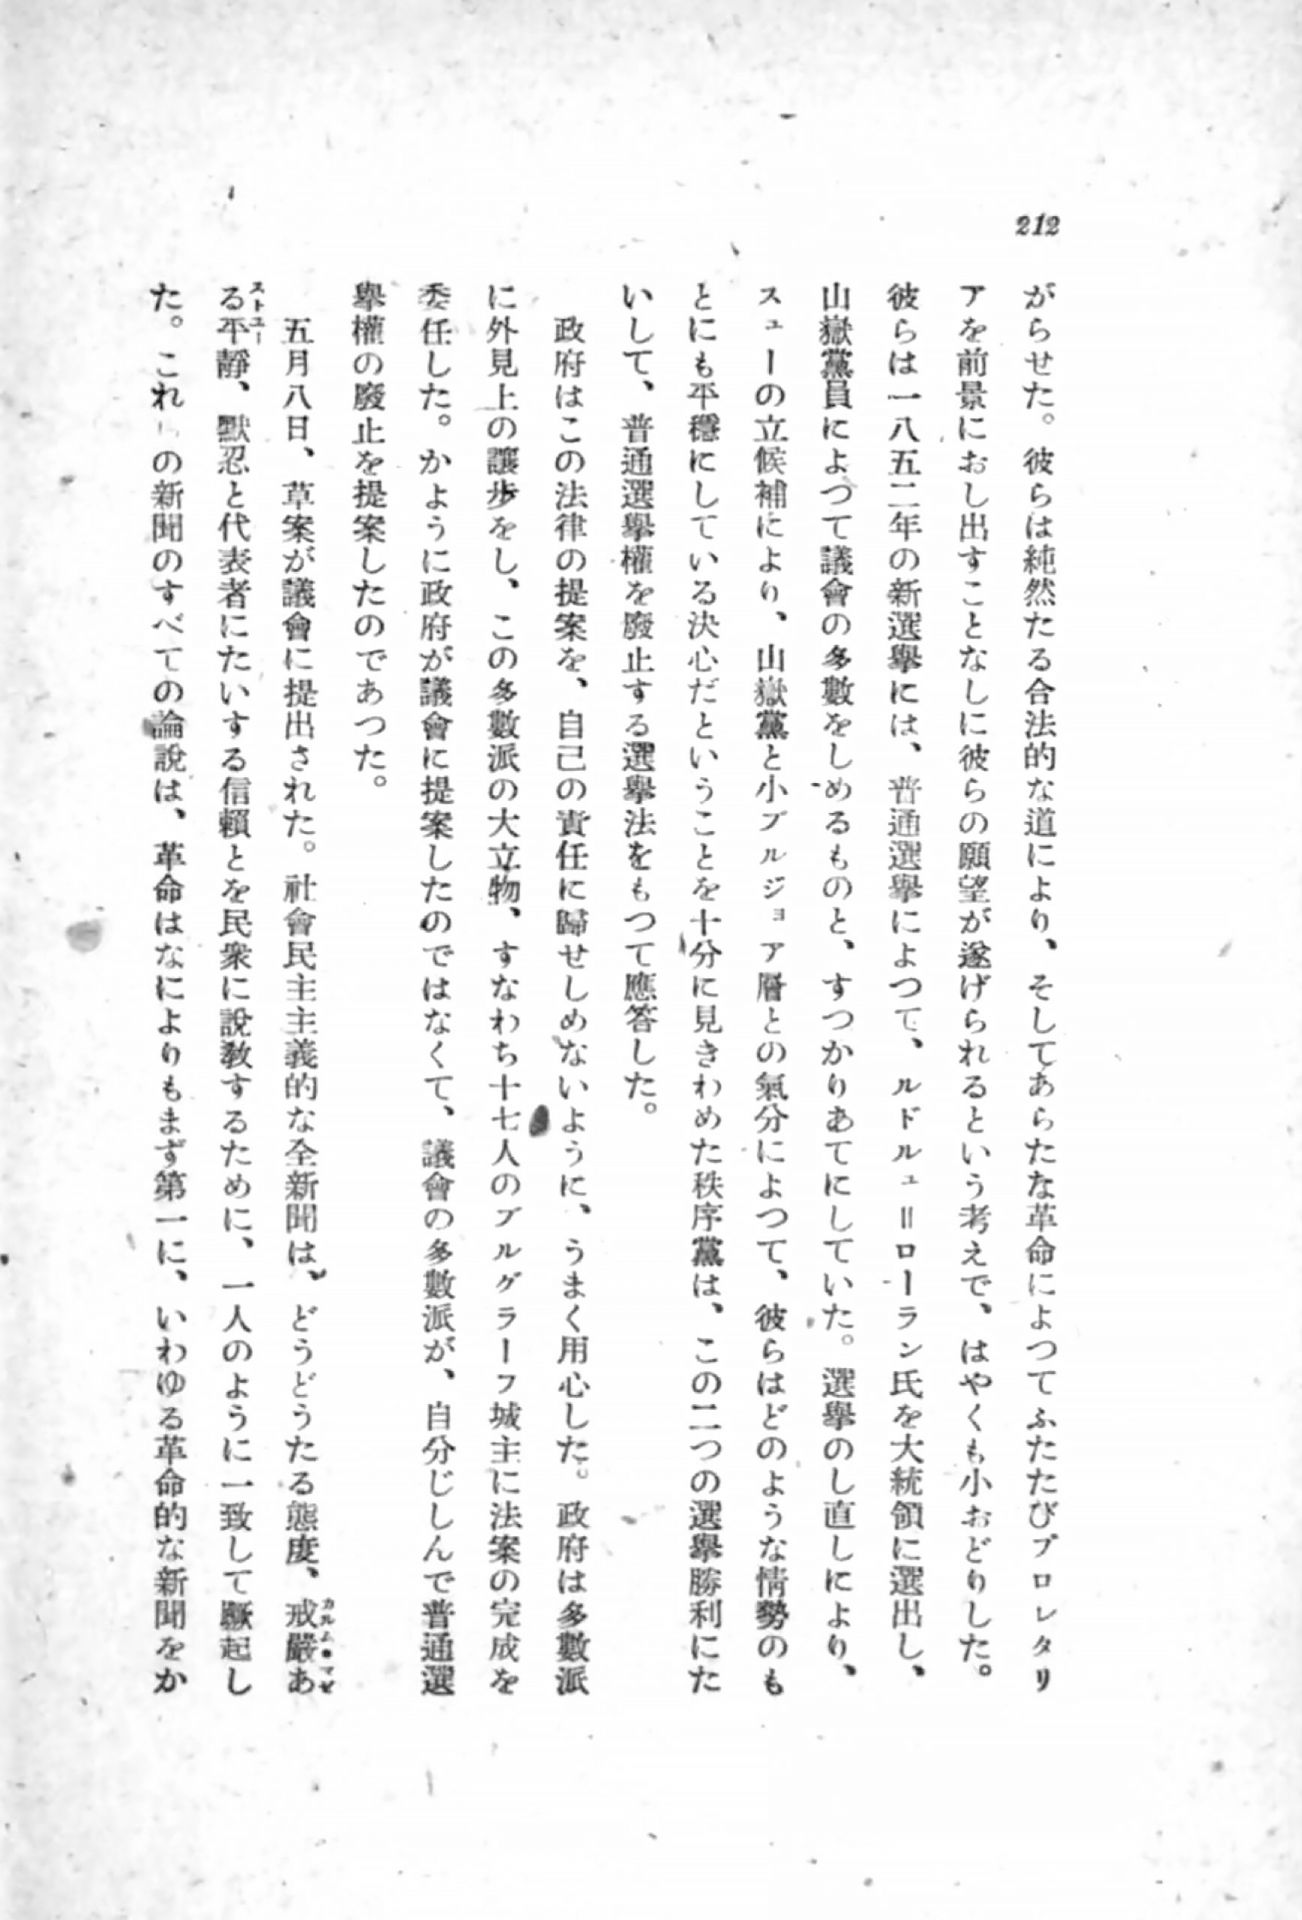 212
がらせた。彼らは純然たる合法的な道により、そしてあらたな革命によつてふたたびプロレタリ
アを前景におし出すことなしに彼らの願望が遂げられるという考えで、はやくも小おどりした。
彼らは一八五二年の新選擧には、普通選擧によつて、ルドルュ＝ローラン氏を大統領に選出し、
山嶽黨員によつて議會の多數をしめるものと、すつかりあてにしていた。選擧のし直しにより、
スューの立候補により、山嶽黨と小ブルジョア層との氣分によつて、彼らはどのような情勢のも
とにも平穩にしている決心だということを十分に見きわめた秩序黨は、この二つの選擧勝利にた
いして、普通選擧權を廢止する選擧法をもつて應答した。
政府はこの法律の提案を、自己の責任に歸せしめないように、うまく用心した。政府は多數派
に外見上の讓歩をし、この多數派の大立物、すなわち十七人のブルグラーフ城主に法案の完成を
委任した。かように政府が議會に提案したのではなくて、議會の多數派が、自分じしんで普通選
擧權の廢止を提案したのであつた。
五月八日、草案が議會に提出された。社會民主主義的な全新聞は、どうどうたる態度、戒嚴あ
る平靜、默忍と代表者にたいする信賴とを民衆に說教するために、一人のように一致して蹶起し
た。これの新聞のすべての論說は、革命はなによりもまず第一に、いわゆる革命的な新聞をか